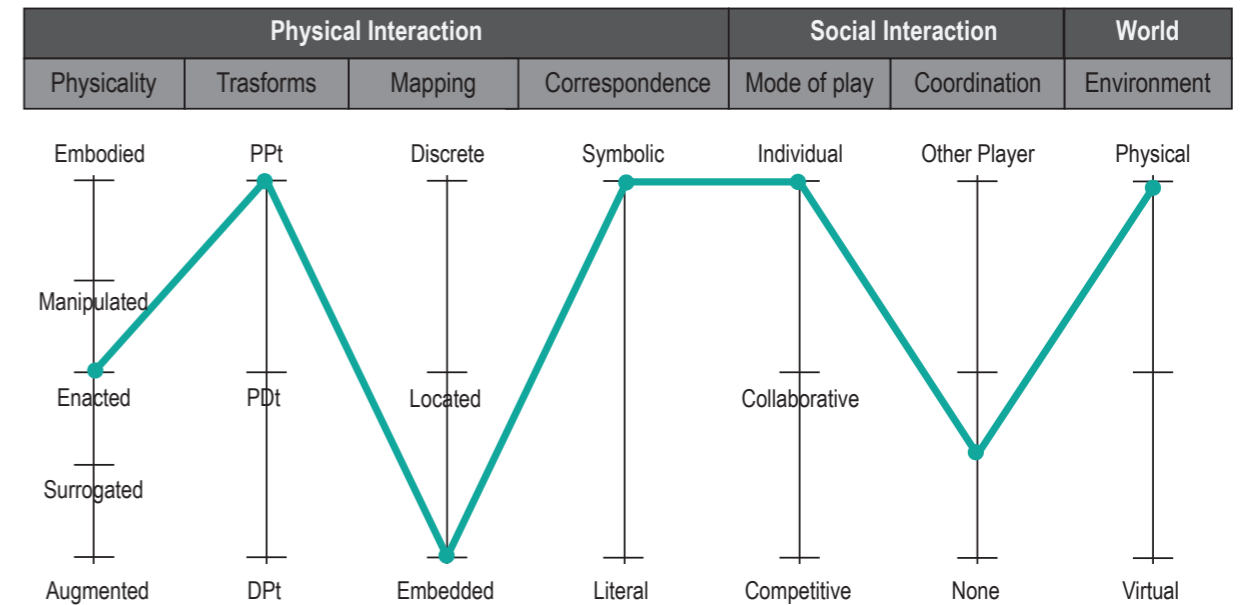 Physical Interaction Social Interaction World
Physicality Trasforms Mapping Correspondence Mode of play Coordination Environment
Embodied PPt Discrete Symbolic Individual Other Player Physical
Manipulated
Enacted PDt Located Collaborative
Surrogated
Augmented DPt Embedded Literal Competitive None Virtual